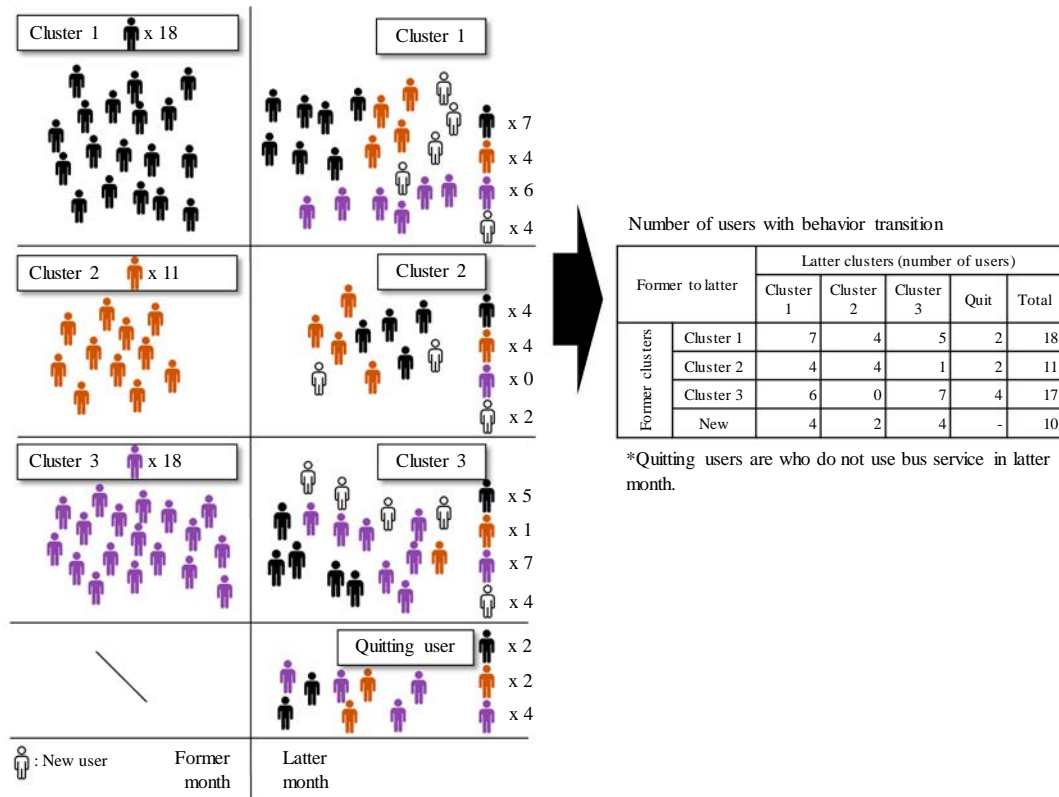 Cluster 1 x 18
Cluster 1
x 7
x 4
x 6
x 4
Cluster 2 x 11
Cluster 2
x 4
x 4
x 0
x 2
Cluster 3 x 18
Cluster 3
x 5
x 1
x 7
x 4
Quitting user
x 2
x 2
x 4
: New user
Former
month
Latter
month
Number of users with behavior transition
Former to latter
Latter clusters (number of users)
Cluster
1
Cluster
2
Cluster
3
Quit
Total
Former clusters
Cluster 1 7 4 5 2 18
Cluster 2 4 4 1 2 11
Cluster 3 6 0 7 4 17
New 4 2 4 - 10
*Quitting users are who do not use bus service in latter
month.